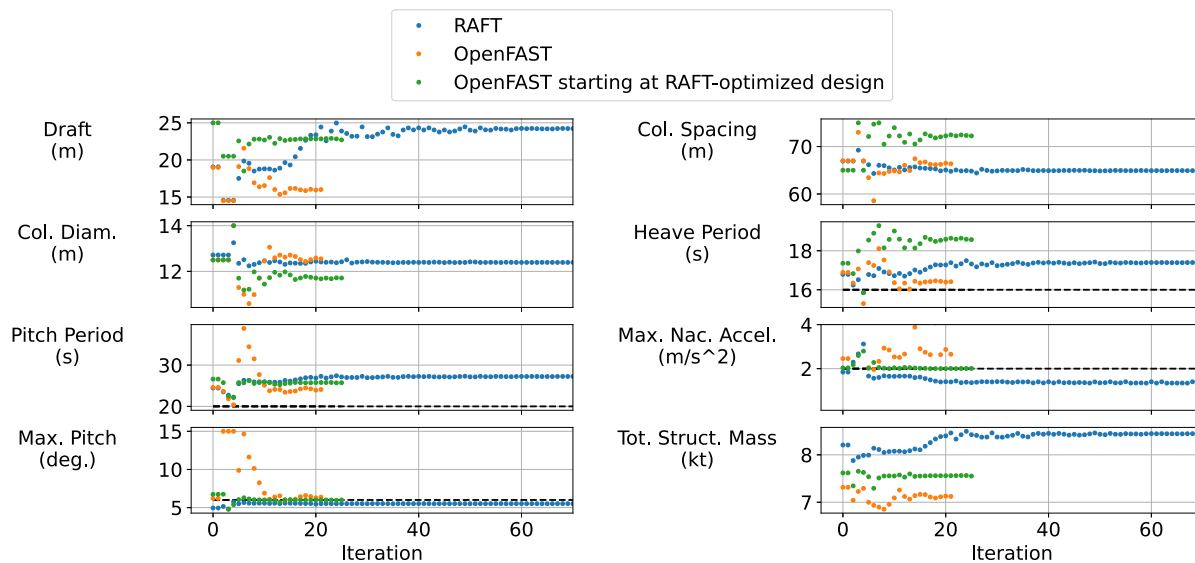 RAFT
OpenFAST
OpenFAST starting at RAFT-optimized design
Draft
(m)
25
20
15
Col. Spacing
(m)
70
60
Col. Diam.
(m)
14
12
Heave Period
(s)
18
16
Pitch Period
(s)
30
20
Max. Nac. Accel.
(m/s^2)
4
2
Max. Pitch
(deg.)
15
10
5
Tot. Struct. Mass
(kt)
8
7
0 20 40 60
Iteration
0 20 40 60
Iteration